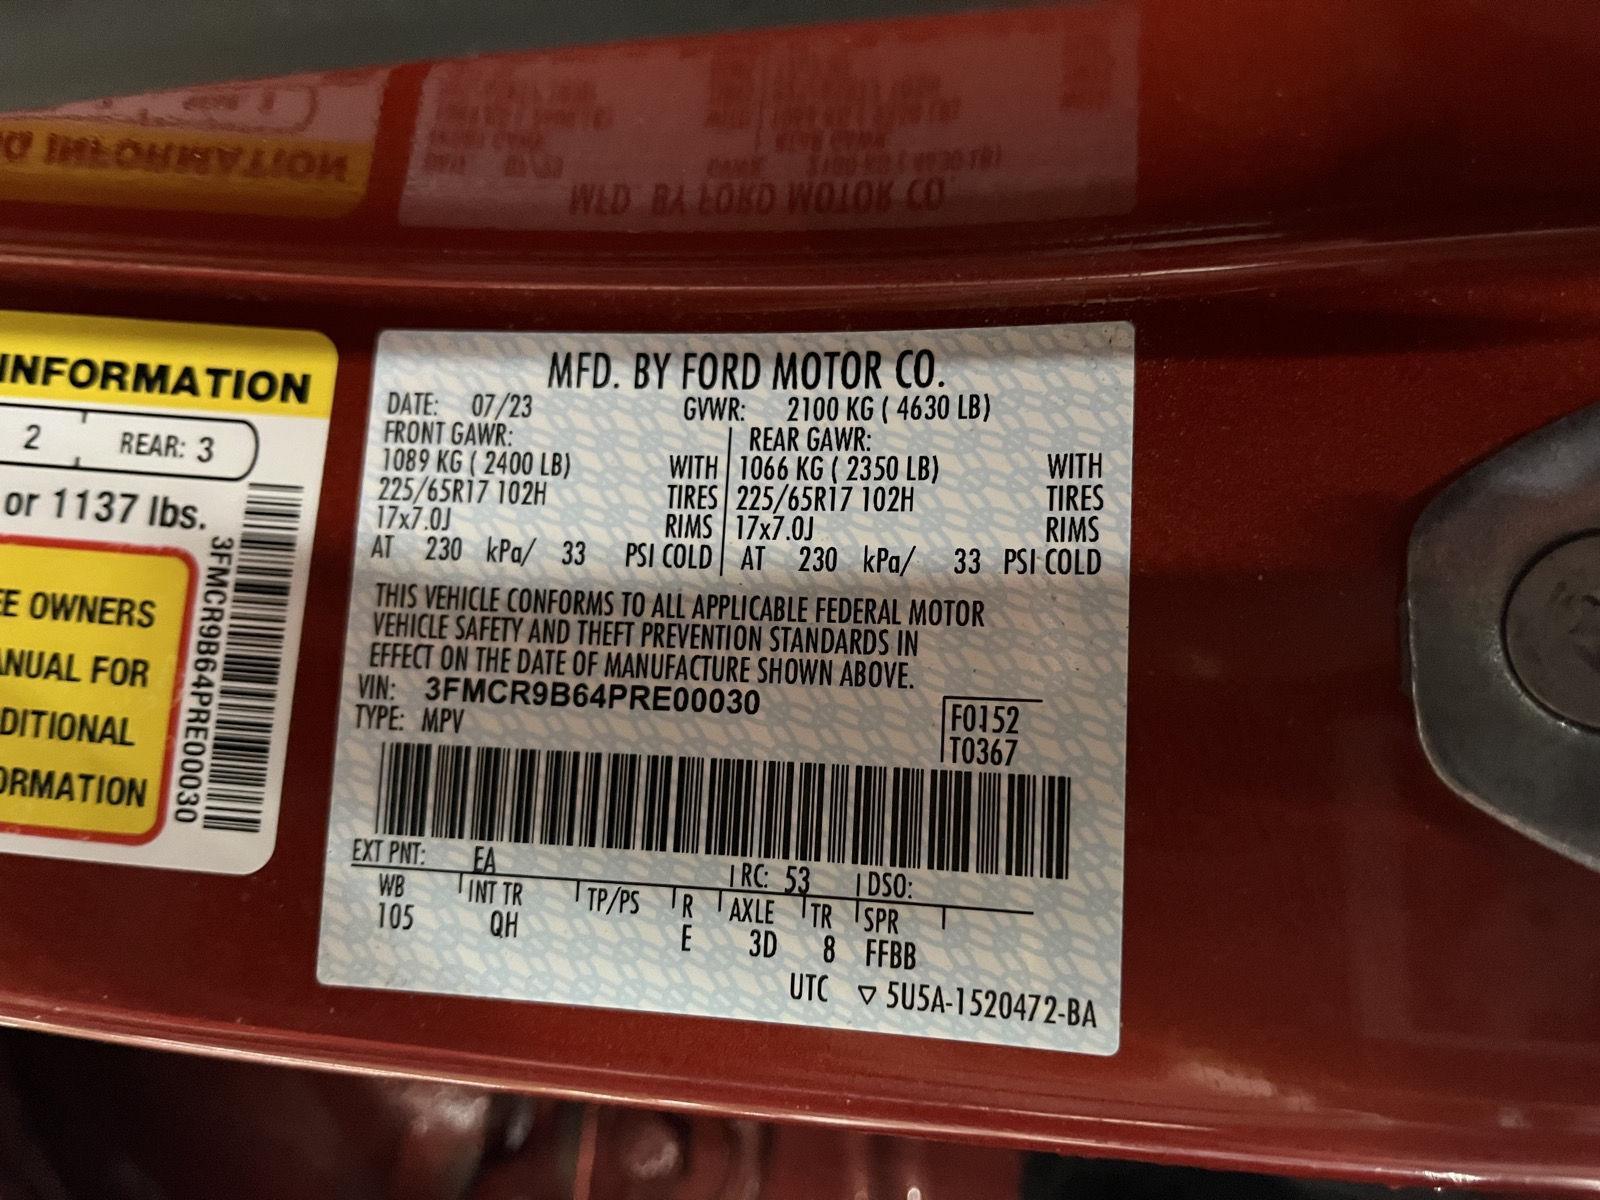 INFORMATION
2 REAR: 3
or 1137 lbs.
EE OWNERS
ANUAL FOR
DITIONAL
ORMATION
3FMCR9B64PRE00030
MFD. BY FORD MOTOR CO.
DATE: 07/23 GVWR: 2100 KG ( 4630 LB)
FRONT GAWR: REAR GAWR:
1089 KG ( 2400 LB) WITH 1066 KG ( 2350 LB) WITH
225/65R17 102H TIRES 225/65R17 102H TIRES
17x7.0J RIMS 17x7.0J RIMS
AT 230 kPa/ 33 PSI COLD AT 230 kPa/ 33 PSI COLD
THIS VEHICLE CONFORMS TO ALL APPLICABLE FEDERAL MOTOR
VEHICLE SAFETY AND THEFT PREVENTION STANDARDS IN
EFFECT ON THE DATE OF MANUFACTURE SHOWN ABOVE.
VIN: 3FMCR9B64PRE00030
TYPE: MPV
F0152
T0367
EXT PNT: EA RC: 53 DSO:
WB INT TR TP/PS R AXLE TR SPR
105 QH E 3D 8 FFBB
UTC ▽ 5U5A-1520472-BA